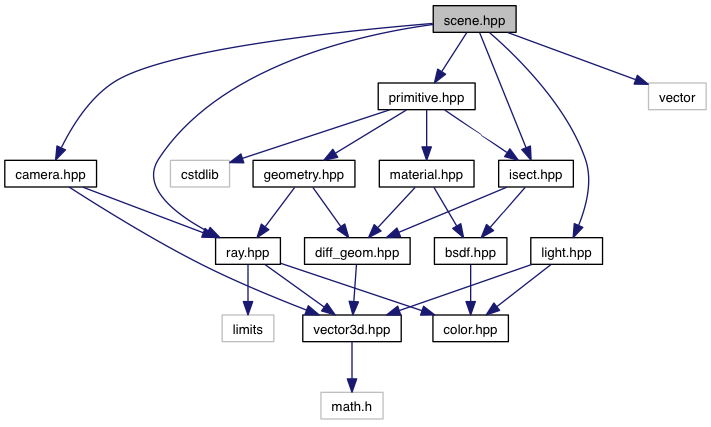 scene.hpp
primitive.hpp
vector
camera.hpp
cstdlib
geometry.hpp
material.hpp
isect.hpp
ray.hpp
diff_geom.hpp
bsdf.hpp
light.hpp
limits
vector3d.hpp
color.hpp
math.h